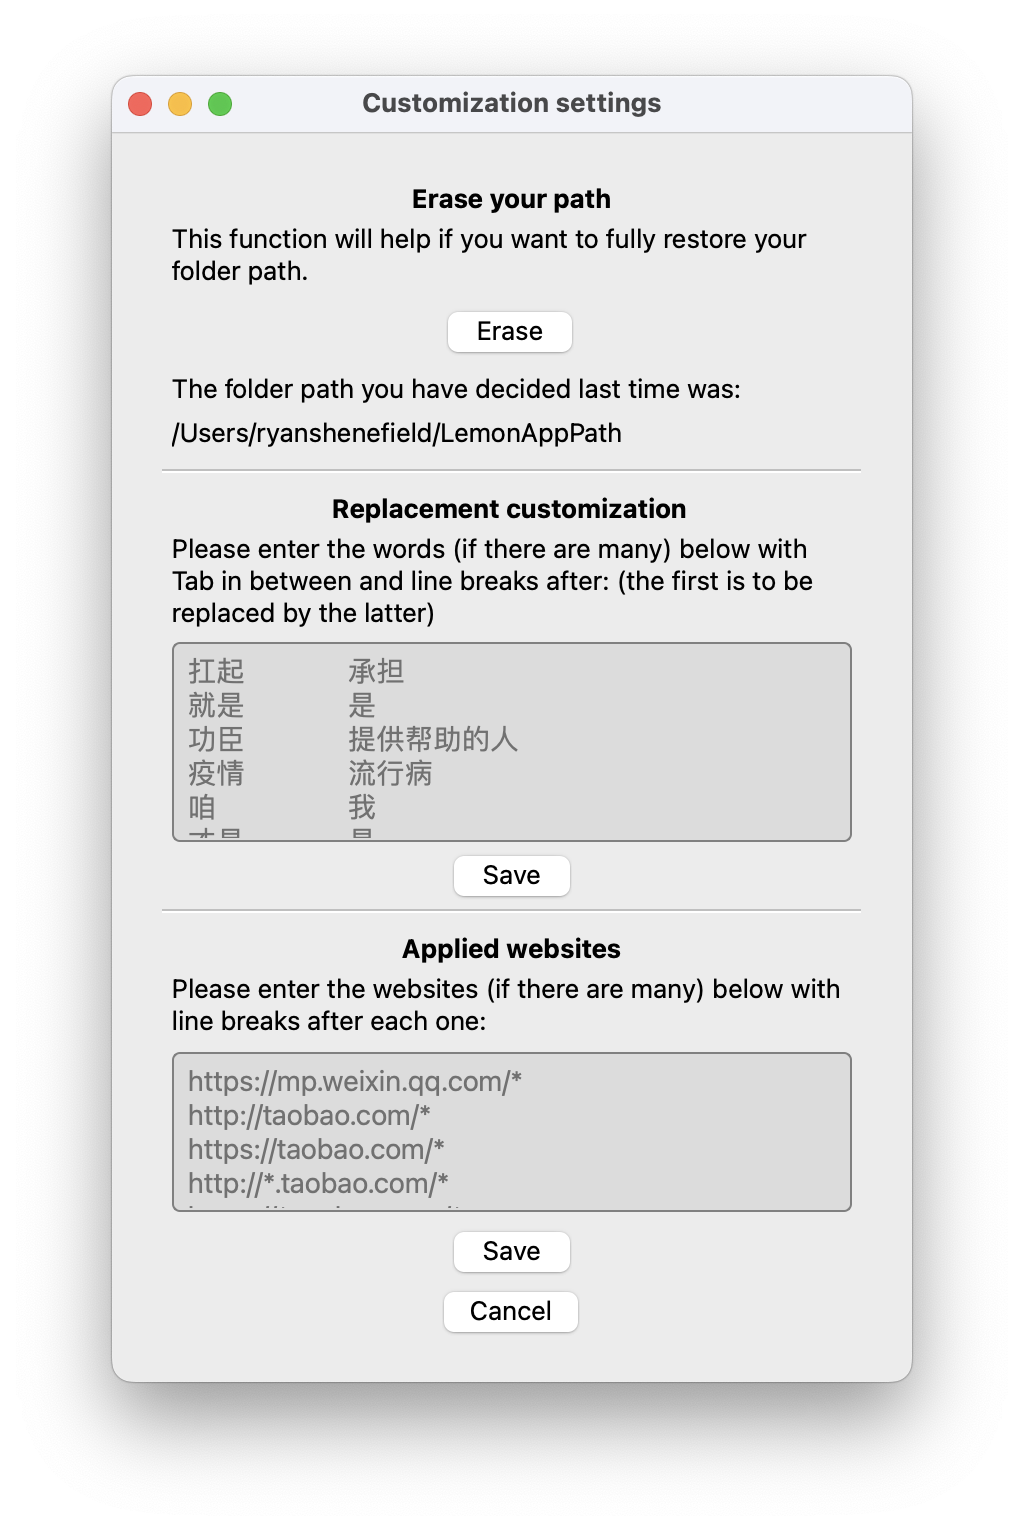 Customization settings
Erase your path
This function will help if you want to fully restore your
folder path.
Erase
The folder path you have decided last time was:
/Users/ryanshenefield/LemonAppPath
Replacement customization
Please enter the words (if there are many) below with
Tab in between and line breaks after: (the first is to be
replaced by the latter)
扛起	承担
就是	是
功臣	提供帮助的人
疫情	流行病
咱	我
Save
Applied websites
Please enter the websites (if there are many) below with
line breaks after each one:
https://mp.weixin.qq.com/*
http://taobao.com/*
https://taobao.com/*
http://*.taobao.com/*
Save
Cancel